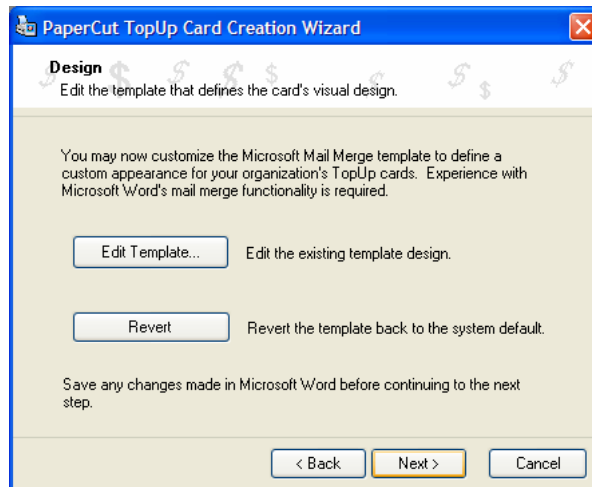 PaperCut TopUp Card Creation Wizard
Design
Edit the template that defines the card's visual design.
You may now customize the Microsoft Mail Merge template to define a
custom appearance for your organization's TopUp cards. Experience with
Microsoft Word's mail merge functionality is required.
Edit Template... Edit the existing template design.
Revert Revert the template back to the system default.
Save any changes made in Microsoft Word before continuing to the next
step.
< Back Next > Cancel